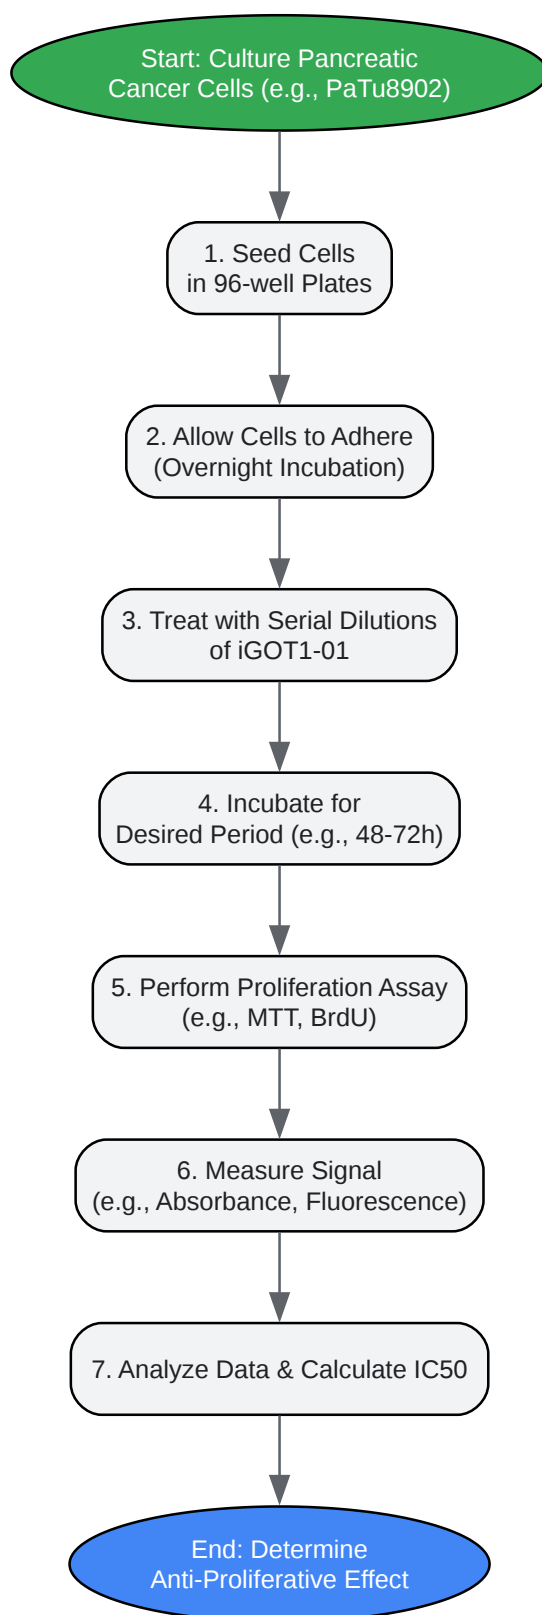 Start: Culture Pancreatic
Cancer Cells (e.g., PaTu8902)
1. Seed Cells
in 96-well Plates
2. Allow Cells to Adhere
(Overnight Incubation)
3. Treat with Serial Dilutions
of iGOT1-01
4. Incubate for
Desired Period (e.g., 48-72h)
5. Perform Proliferation Assay
(e.g., MTT, BrdU)
6. Measure Signal
(e.g., Absorbance, Fluorescence)
7. Analyze Data & Calculate IC50
End: Determine
Anti-Proliferative Effect